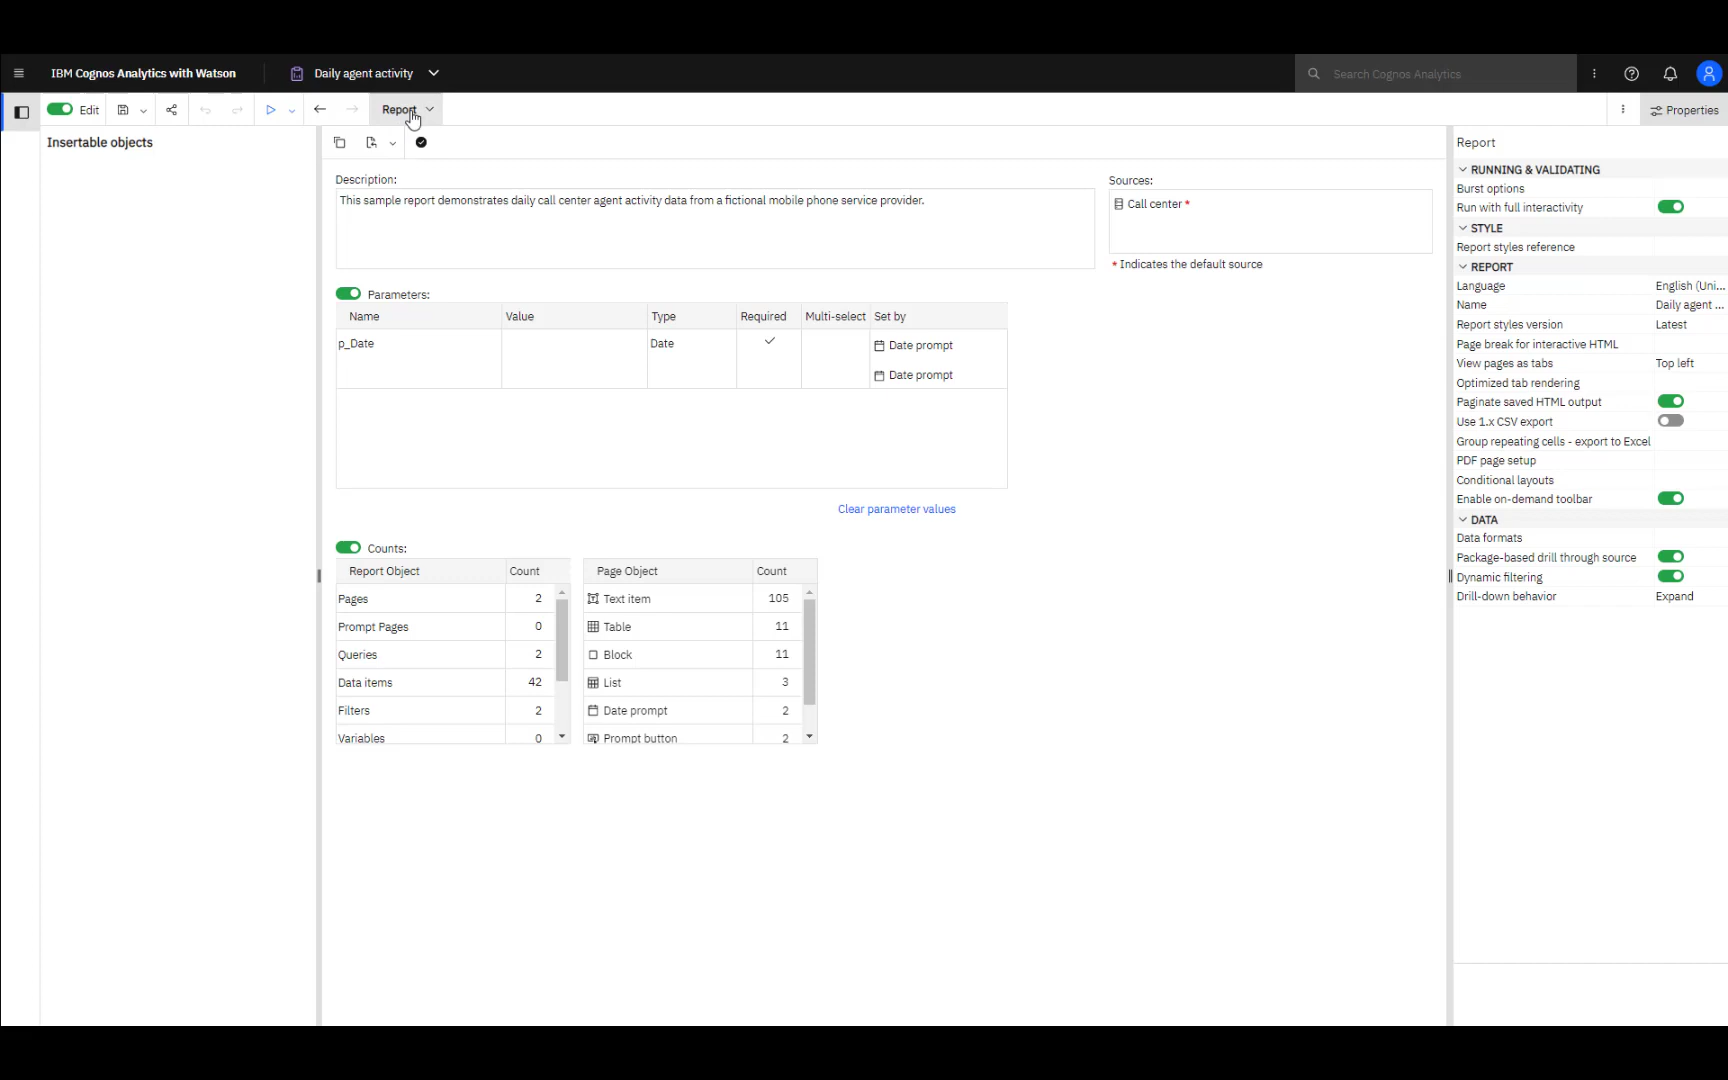 IBM Cognos Analytics with Watson
Daily agent activity
Search Cognos Analytics
Edit
Report
Properties
Insertable objects
Description:
This sample report demonstrates daily call center agent activity data from a fictional mobile phone service provider.
Sources:
Call center *
* Indicates the default source
Parameters:
Name Value Type Required Multi-select Set by
p_Date Date Date prompt
Date prompt
Clear parameter values
Counts:
Report Object Count
Pages 2
Prompt Pages 0
Queries 2
Data items 42
Filters 2
Variables 0
Page Object Count
Text item 105
Table 11
Block 11
List 3
Date prompt 2
Prompt button 2
Report
RUNNING & VALIDATING
Burst options
Run with full interactivity
STYLE
Report styles reference
REPORT
Language English (Uni...
Name Daily agent ...
Report styles version Latest
Page break for interactive HTML
View pages as tabs Top left
Optimized tab rendering
Paginate saved HTML output
Use 1.x CSV export
Group repeating cells - export to Excel
PDF page setup
Conditional layouts
Enable on-demand toolbar
DATA
Data formats
Package-based drill through source
Dynamic filtering
Drill-down behavior Expand